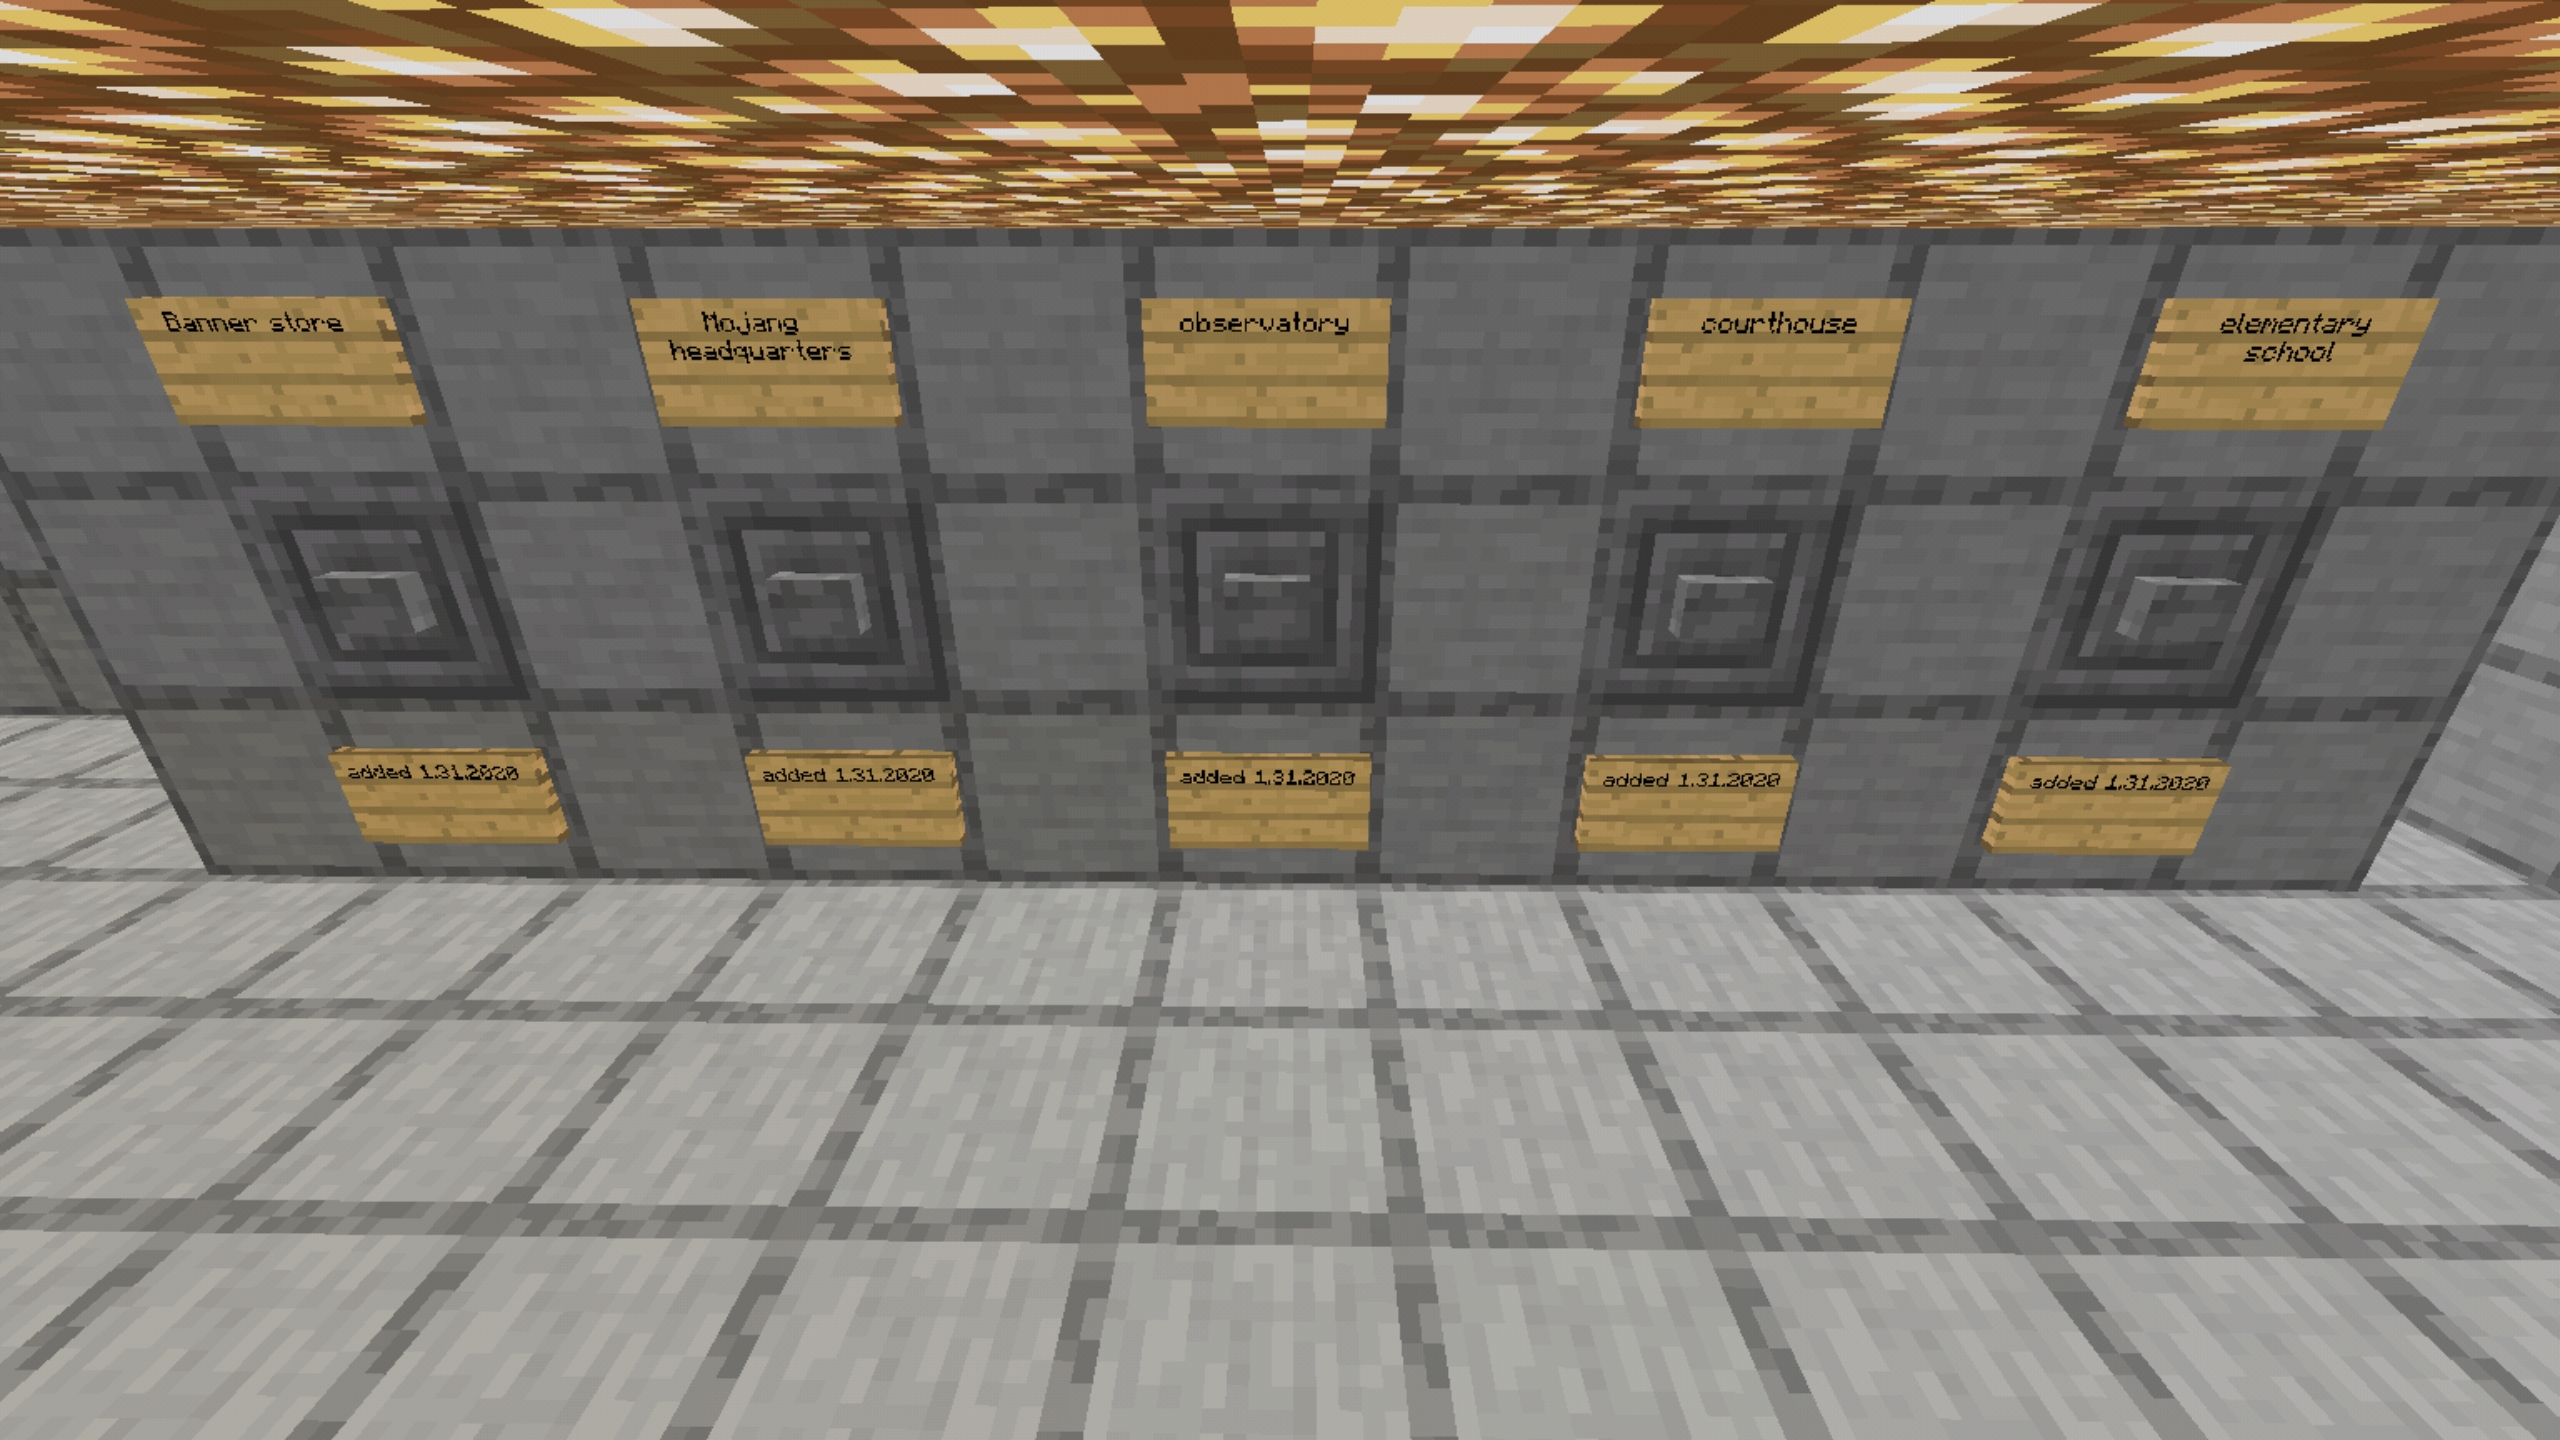 Banner store
Mojang
headquarters
observatory
courthouse
elementary
school
added 1.31.2020
added 1.31.2020
added 1.31.2020
added 1.31.2020
added 1.31.2020